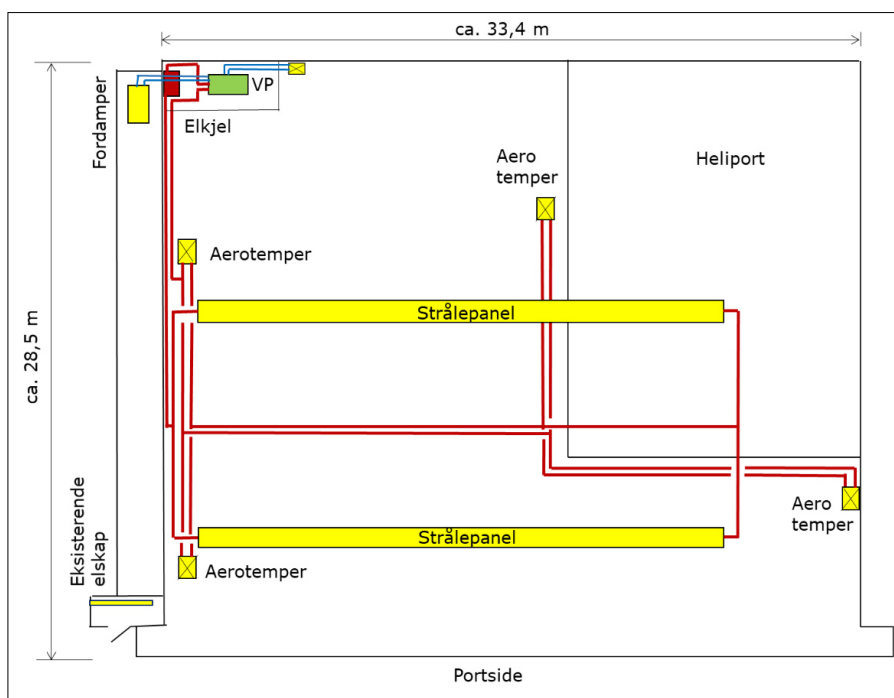 ca. 33,4 m
VP
Elkjel
Fordamper
Aero
temper
Heliport
Aerotemper
Strålepanel
ca. 28,5 m
Aero
temper
Strålepanel
Eksisterende
elskap
Aerotemper
Portside